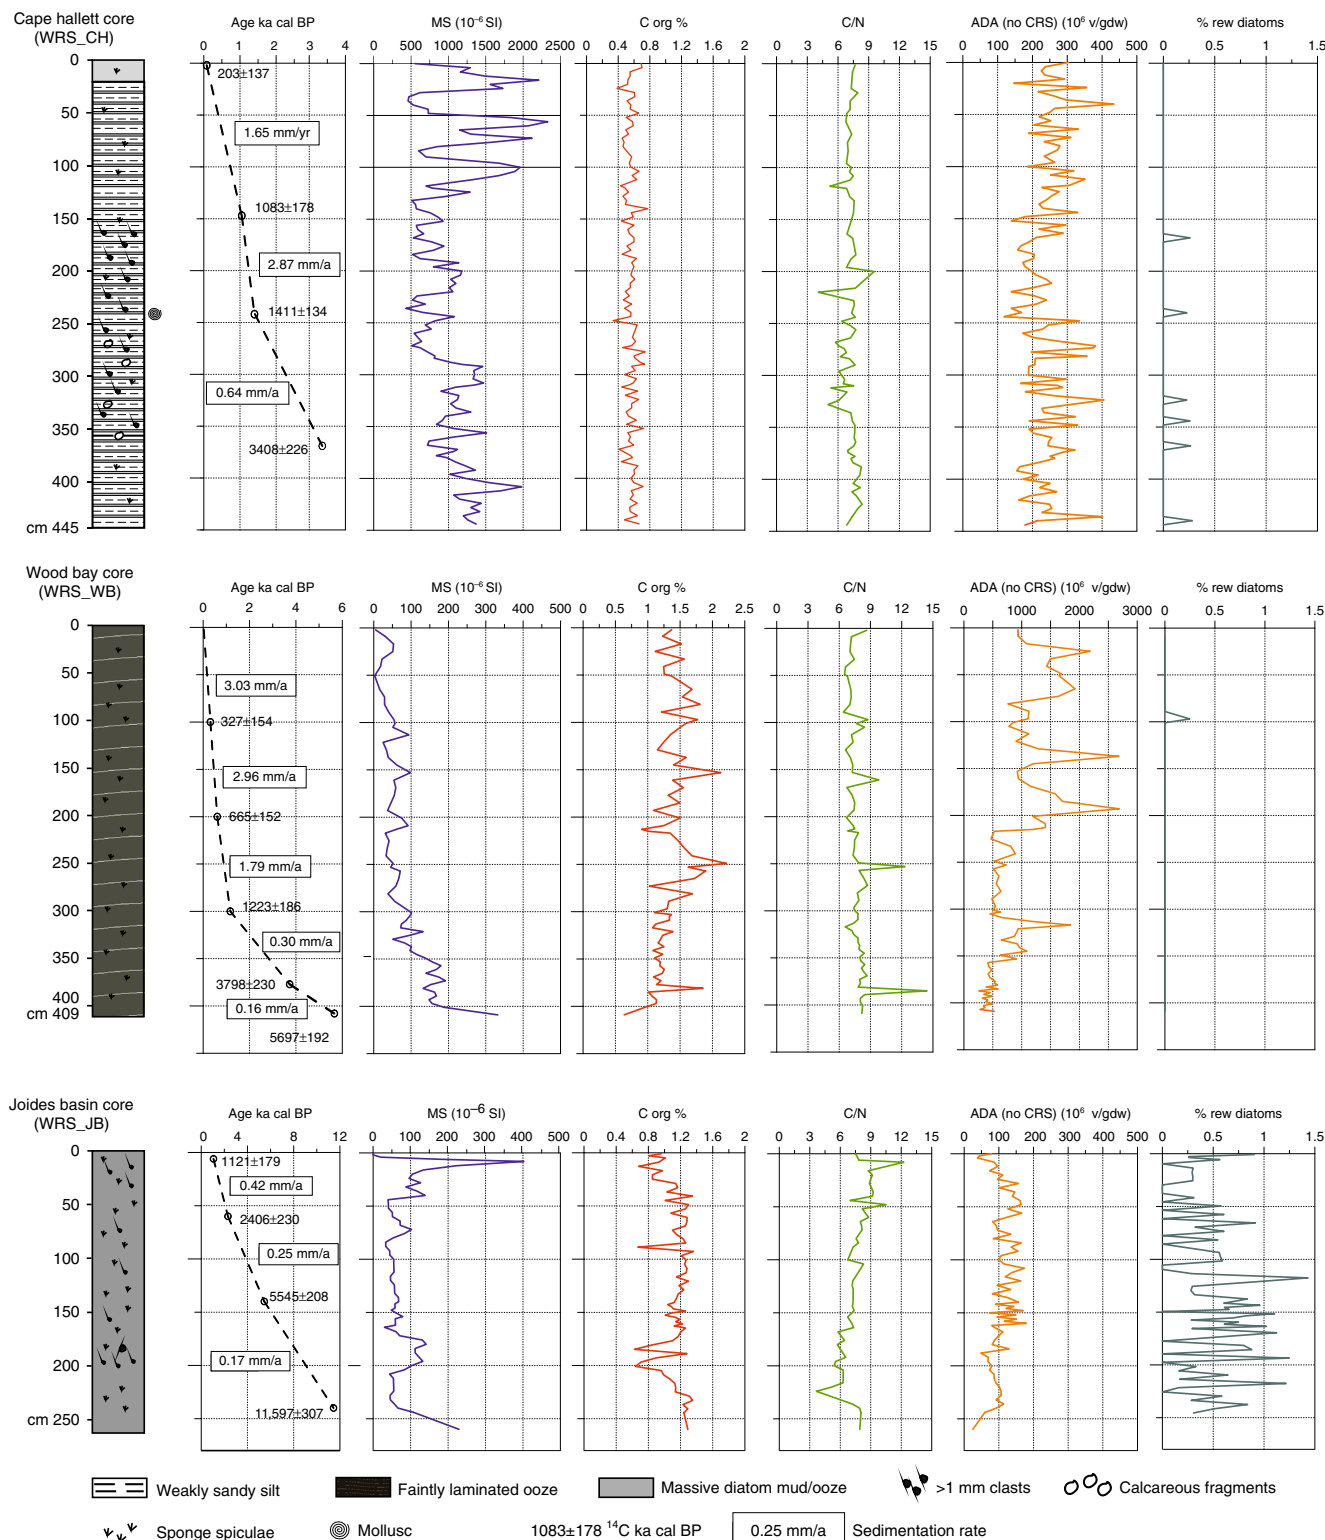 Cape hallett core
(WRS_CH)
Age ka cal BP
MS (10⁻⁶ SI)
C org %
C/N
ADA (no CRS) (10⁶ v/gdw)
% rew diatoms
0 1 2 3 4
0 500 1000 1500 2000 2500
0 0.4 0.8 1.2 1.6 2
0 3 6 9 12 15
0 100 200 300 400 500
0 0.5 1 1.5
0
50
100
150
200
250
300
350
400
cm 445
203±137
1.65 mm/yr
1083±178
2.87 mm/a
1411±134
0.64 mm/a
3408±226
Wood bay core
(WRS_WB)
Age ka cal BP
MS (10⁻⁶ SI)
C org %
C/N
ADA (no CRS) (10⁶ v/gdw)
% rew diatoms
0 2 4 6
0 100 200 300 400 500
0 0.5 1 1.5 2 2.5
0 3 6 9 12 15
0 1000 2000 3000
0 0.5 1 1.5
0
50
100
150
200
250
300
350
400
cm 409
3.03 mm/a
327±154
2.96 mm/a
665±152
1.79 mm/a
1223±186
0.30 mm/a
3798±230
0.16 mm/a
5697±192
Joides basin core
(WRS_JB)
Age ka cal BP
MS (10⁻⁶ SI)
C org %
C/N
ADA (no CRS) (10⁶ v/gdw)
% rew diatoms
0 4 8 12
0 100 200 300 400 500
0 0.4 0.8 1.2 1.6 2
0 3 6 9 12 15
0 100 200 300 400 500
0 0.5 1 1.5
0
50
100
150
200
cm 250
1121±179
0.42 mm/a
2406±230
0.25 mm/a
5545±208
0.17 mm/a
11,597±307
Weakly sandy silt
Faintly laminated ooze
Massive diatom mud/ooze
>1 mm clasts
Calcareous fragments
Sponge spiculae
Mollusc
1083±178 ¹⁴C ka cal BP
0.25 mm/a
Sedimentation rate